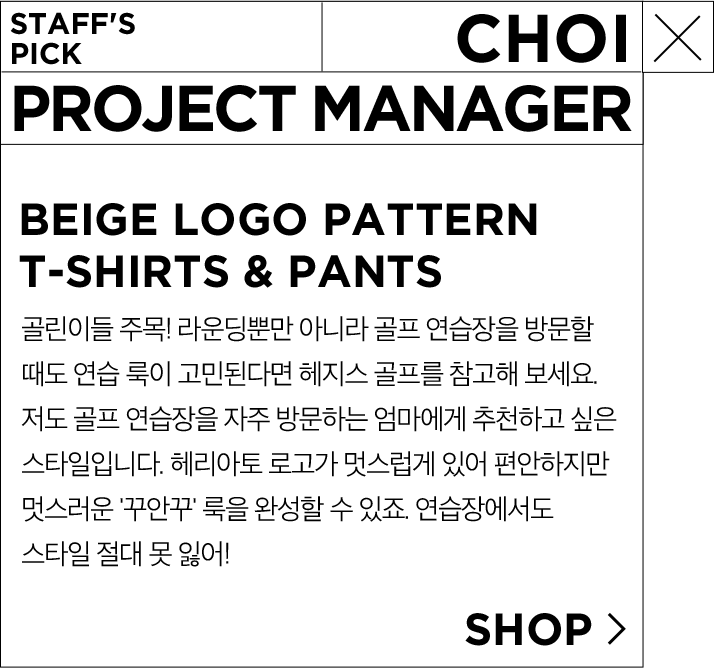 STAFF'S
PICK
CHOI
PROJECT MANAGER
BEIGE LOGO PATTERN
T-SHIRTS & PANTS
골린이들 주목! 라운딩뿐만 아니라 골프 연습장을 방문할
때도 연습 룩이 고민된다면 헤지스 골프를 참고해 보세요.
저도 골프 연습장을 자주 방문하는 엄마에게 추천하고 싶은
스타일입니다. 헤리아토 로고가 멋스럽게 있어 편안하지만
멋스러운 '꾸안꾸' 룩을 완성할 수 있죠. 연습장에서도
스타일 절대 못 잃어!
SHOP >